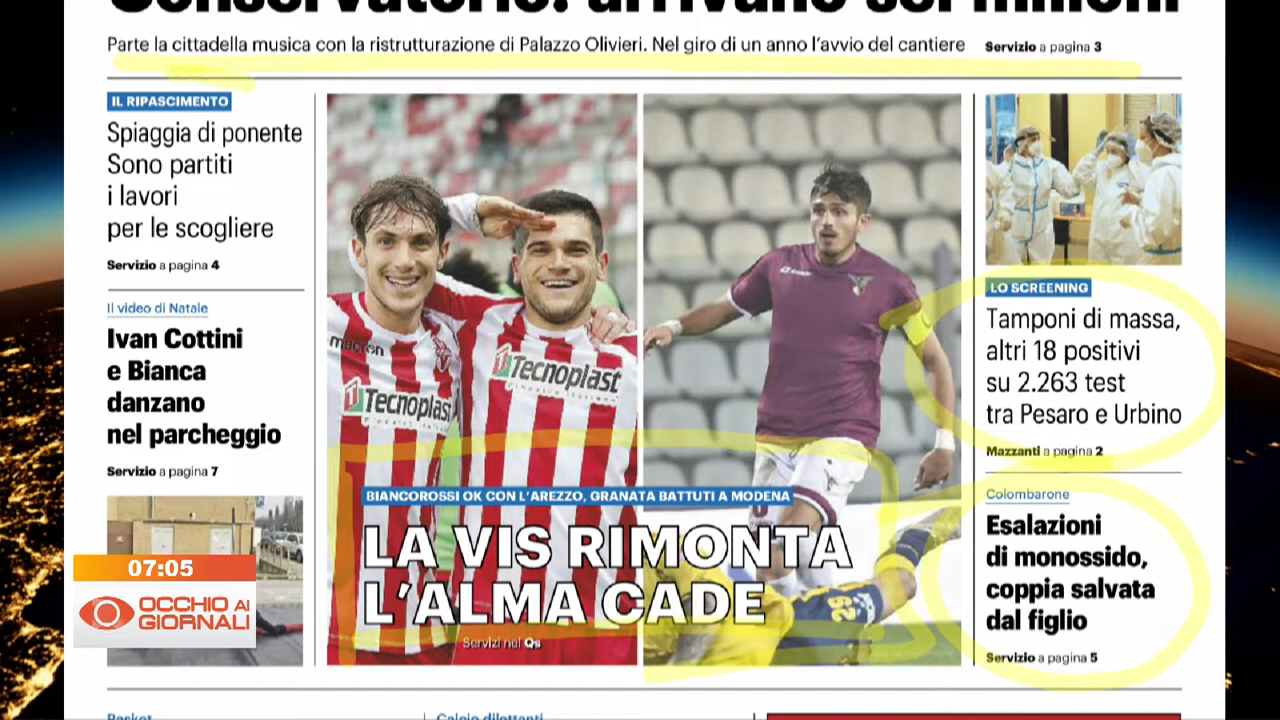 Conservatorio: arrivano sei milioni
Parte la cittadella musica con la ristrutturazione di Palazzo Olivieri. Nel giro di un anno l'avvio del cantiere
Servizio a pagina 3
IL RIPASCIMENTO
Spiaggia di ponente
Sono partiti
i lavori
per le scogliere
Servizio a pagina 4
Il video di Natale
Ivan Cottini
e Bianca
danzano
nel parcheggio
Servizio a pagina 7
07:05
OCCHIO AI
GIORNALI
macron
Tecnoplast
Tecnoplast
BIANCOROSSI OK CON L'AREZZO, GRANATA BATTUTI A MODENA
LA VIS RIMONTA
L'ALMA CADE
Servizi nel Qs
29
LO SCREENING
Tamponi di massa,
altri 18 positivi
su 2.263 test
tra Pesaro e Urbino
Mazzanti a pagina 2
Colombarone
Esalazioni
di monossido,
coppia salvata
dal figlio
Servizio a pagina 5
Basket
Calcio dilettanti